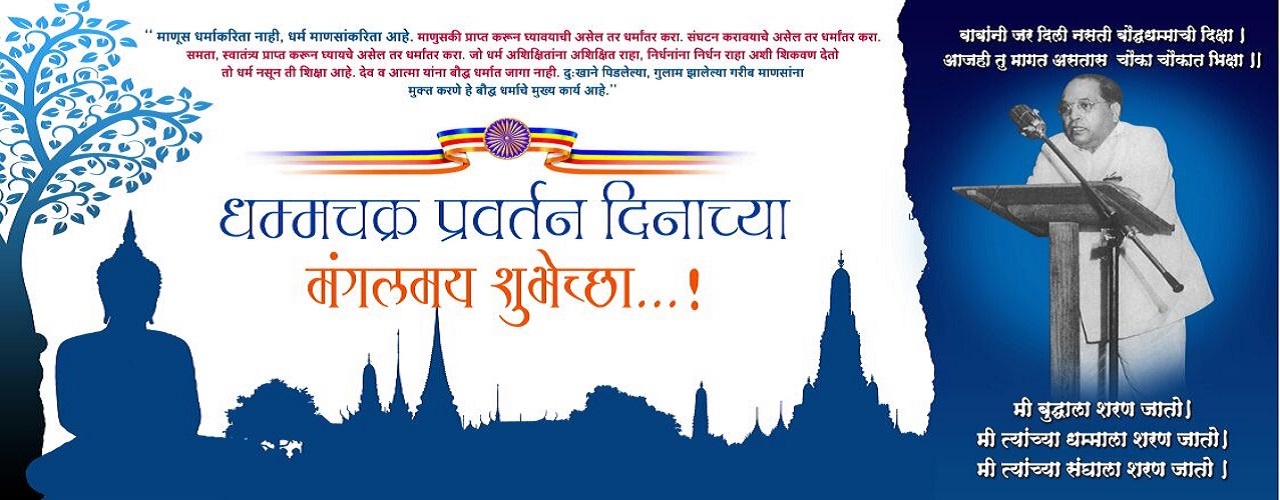 “ माणूस धर्माकरिता नाही, धर्म माणसांकरिता आहे. माणुसकी प्राप्त करून घ्यावयाची असेल तर धर्मातर करा. संघटन करावयाचे असेल तर धर्मातर करा.
समता, स्वातंत्र्य प्राप्त करून घ्यायचे असेल तर धर्मातर करा. जो धर्म अशिक्षितांना अशिक्षित राहा, निर्धनांना निर्धन राहा अशी शिकवण देतो
तो धर्म नसून ती शिक्षा आहे. देव व आत्मा यांना बौद्ध धर्मात जागा नाही. दुःखाने पिडलेल्या, गुलाम झालेल्या गरीब माणसांना
मुक्त करणे हे बौद्ध धर्माचे मुख्य कार्य आहे.”
धम्मचक्र प्रवर्तन दिनाच्या
मंगलमय शुभेच्छा...!
बाबांनी जर दिली नसती बौद्धधम्माची दिक्षा |
आजही तु मागत असतास चौका चौकात भिक्षा ||
मी बुद्धाला शरण जातो|
मी त्यांच्या धम्माला शरण जातो|
मी त्यांच्या संघाला शरण जातो |